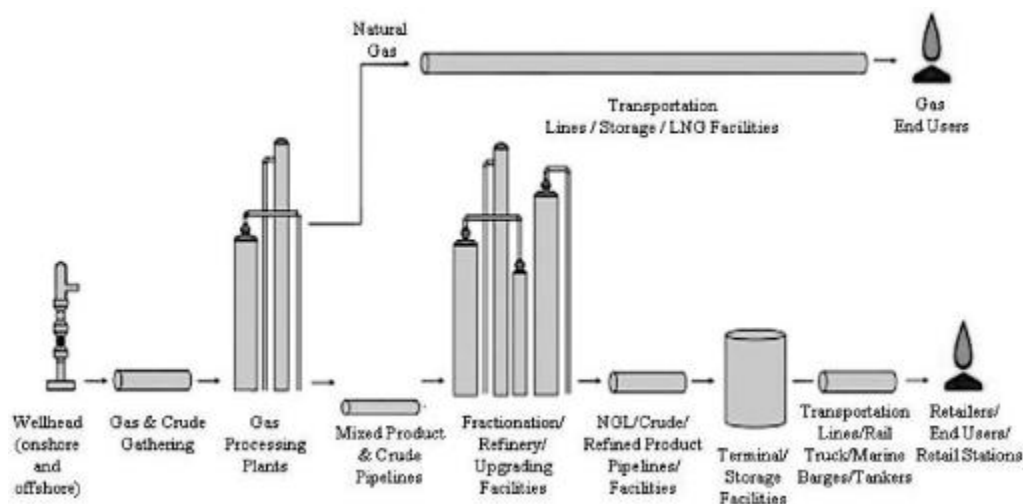 Natural
Gas
Transportation
Lines / Storage / LNG Facilities
Gas
End Users
Wellhead
(onshore
and
offshore)
Gas & Crude
Gathering
Gas
Processing
Plants
Mixed Product
& Crude
Pipelines
Fractionation/
Refinery/
Upgrading
Facilities
NGL/Crude/
Refined Product
Pipelines/
Facilities
Terminal/
Storage
Facilities
Transportation
Lines/Rail
Truck/Marine
Barges/Tankers
Retailers/
End Users/
Retail Stations